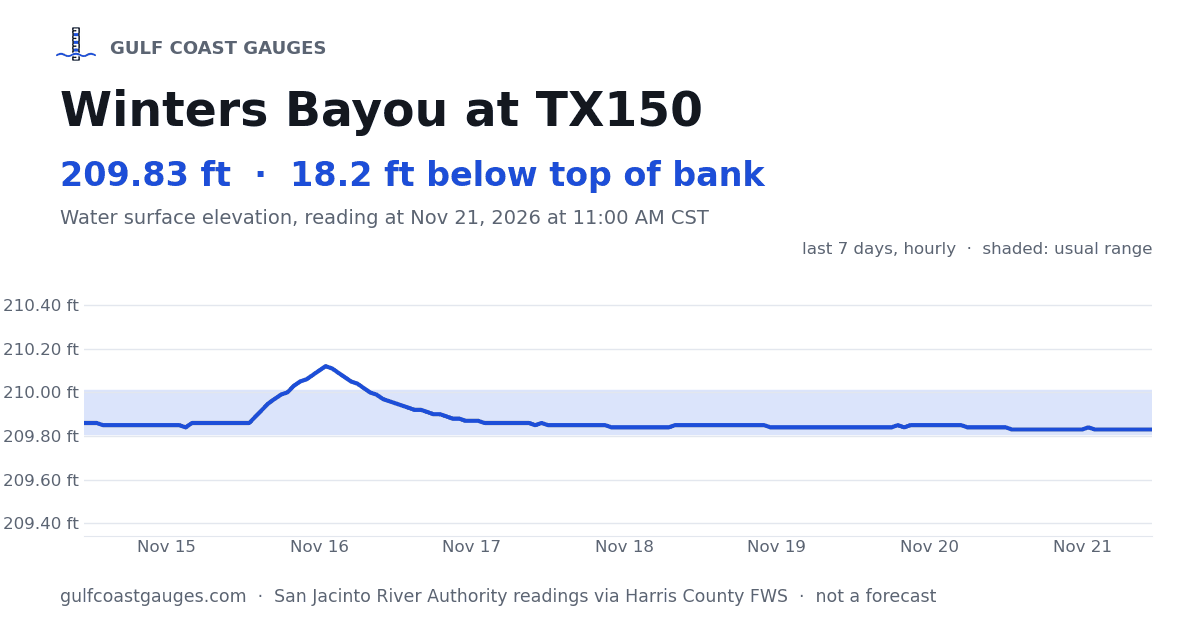 GULF COAST GAUGES
Winters Bayou at TX150
209.83 ft · 18.2 ft below top of bank
Water surface elevation, reading at Nov 21, 2026 at 11:00 AM CST
last 7 days, hourly · shaded: usual range
210.40 ft
210.20 ft
210.00 ft
209.80 ft
209.60 ft
209.40 ft
Nov 15 Nov 16 Nov 17 Nov 18 Nov 19 Nov 20 Nov 21
gulfcoastgauges.com · San Jacinto River Authority readings via Harris County FWS · not a forecast